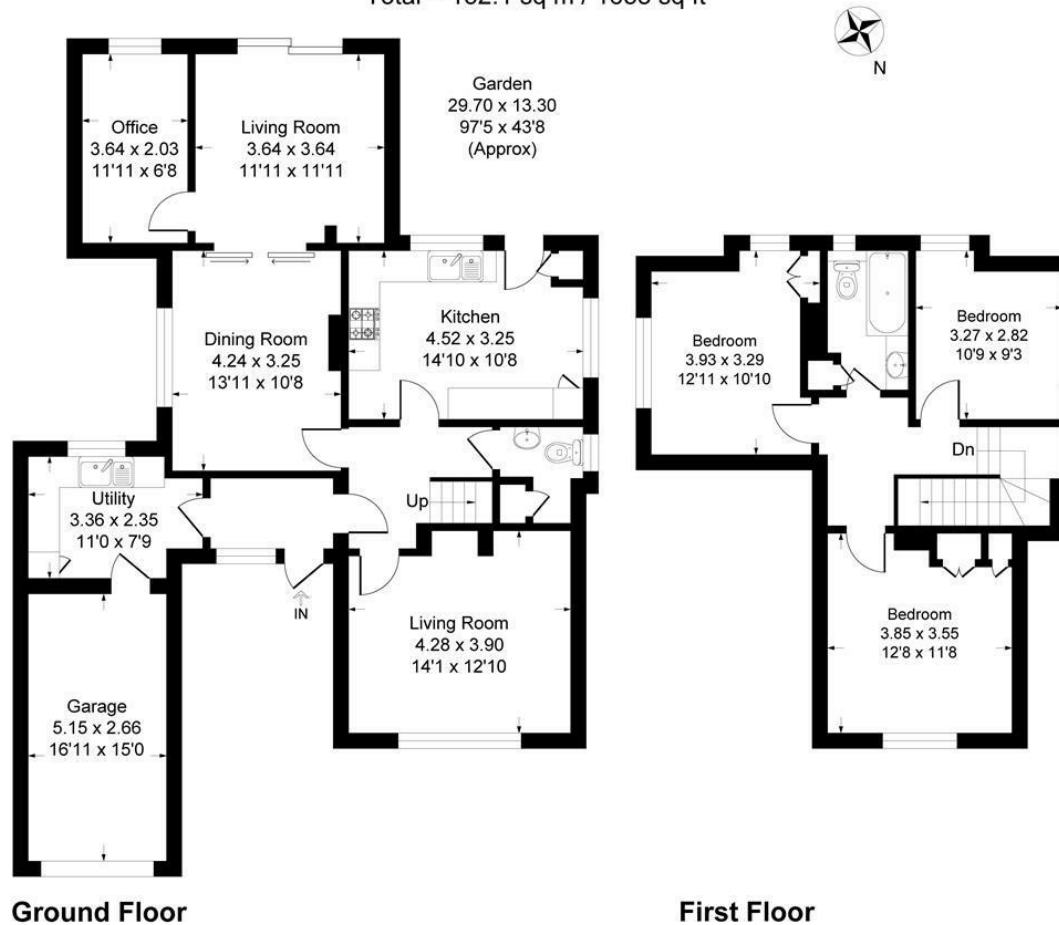 N
Garden
29.70 x 13.30
97'5 x 43'8
(Approx)
Office
3.64 x 2.03
11'11 x 6'8
Living Room
3.64 x 3.64
11'11 x 11'11
Dining Room
4.24 x 3.25
13'11 x 10'8
Kitchen
4.52 x 3.25
14'10 x 10'8
Utility
3.36 x 2.35
11'0 x 7'9
Up
IN
Living Room
4.28 x 3.90
14'1 x 12'10
Garage
5.15 x 2.66
16'11 x 15'0
Ground Floor
Bedroom
3.93 x 3.29
12'11 x 10'10
Bedroom
3.27 x 2.82
10'9 x 9'3
Dn
Bedroom
3.85 x 3.55
12'8 x 11'8
First Floor